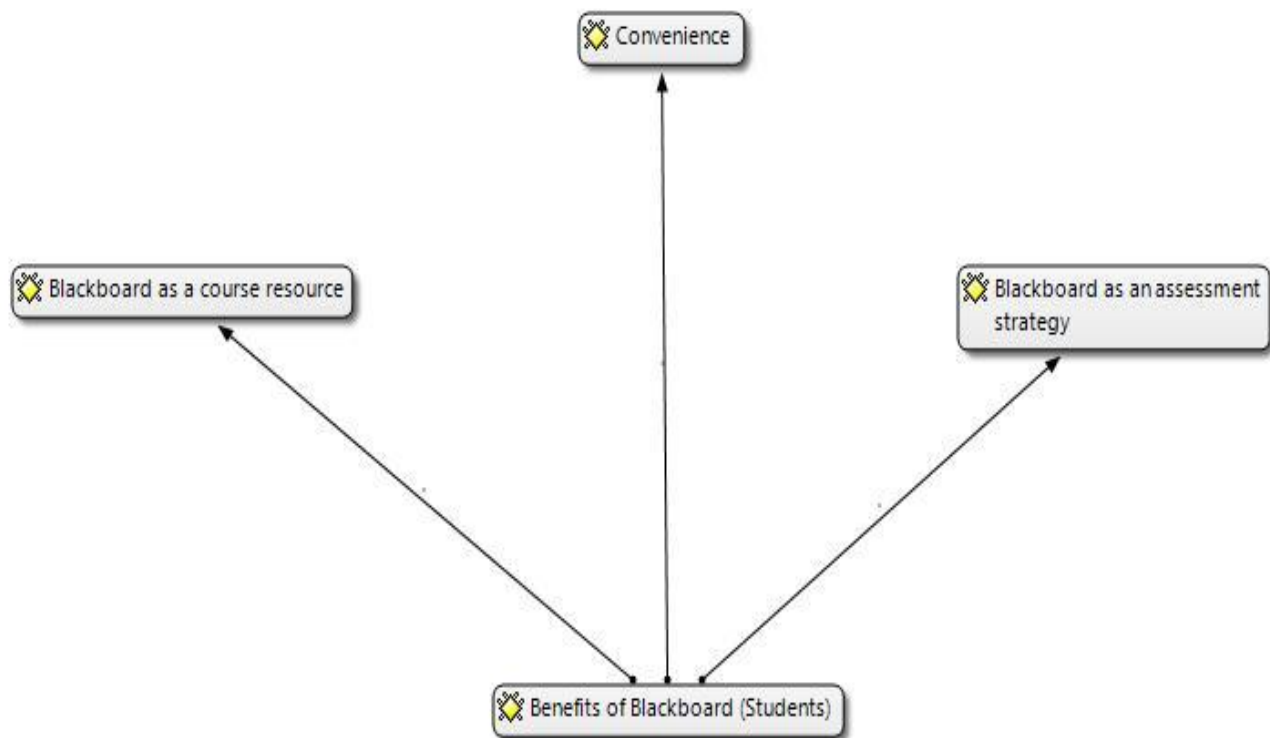 Convenience
Blackboard as a course resource
Blackboard as an assessment
strategy
Benefits of Blackboard (Students)